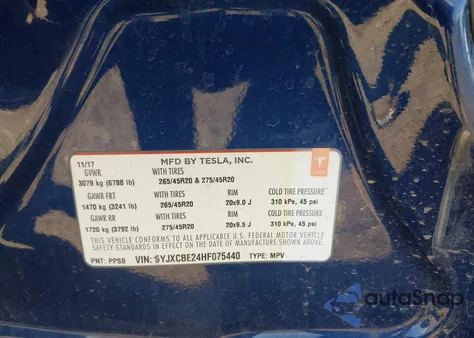 11/17 MFD BY TESLA, INC.
GVWR WITH TIRES
3079 kg (6788 lb) 265/45R20 & 275/45R20
GAWR FRT WITH TIRES RIM COLD TIRE PRESSURE
1470 kg (3241 lb) 265/45R20 20x9.0 J 310 kPa, 45 psi
GAWR RR WITH TIRES RIM COLD TIRE PRESSURE
1720 kg (3792 lb) 275/45R20 20x9.5 J 310 kPa, 45 psi
THIS VEHICLE CONFORMS TO ALL APPLICABLE U.S. FEDERAL MOTOR VEHICLE
SAFETY STANDARDS IN EFFECT ON THE DATE OF MANUFACTURE SHOWN ABOVE.
PNT: PPSB VIN: 5YJXCBE24HF075440 TYPE: MPV
TESLA
autoSnap